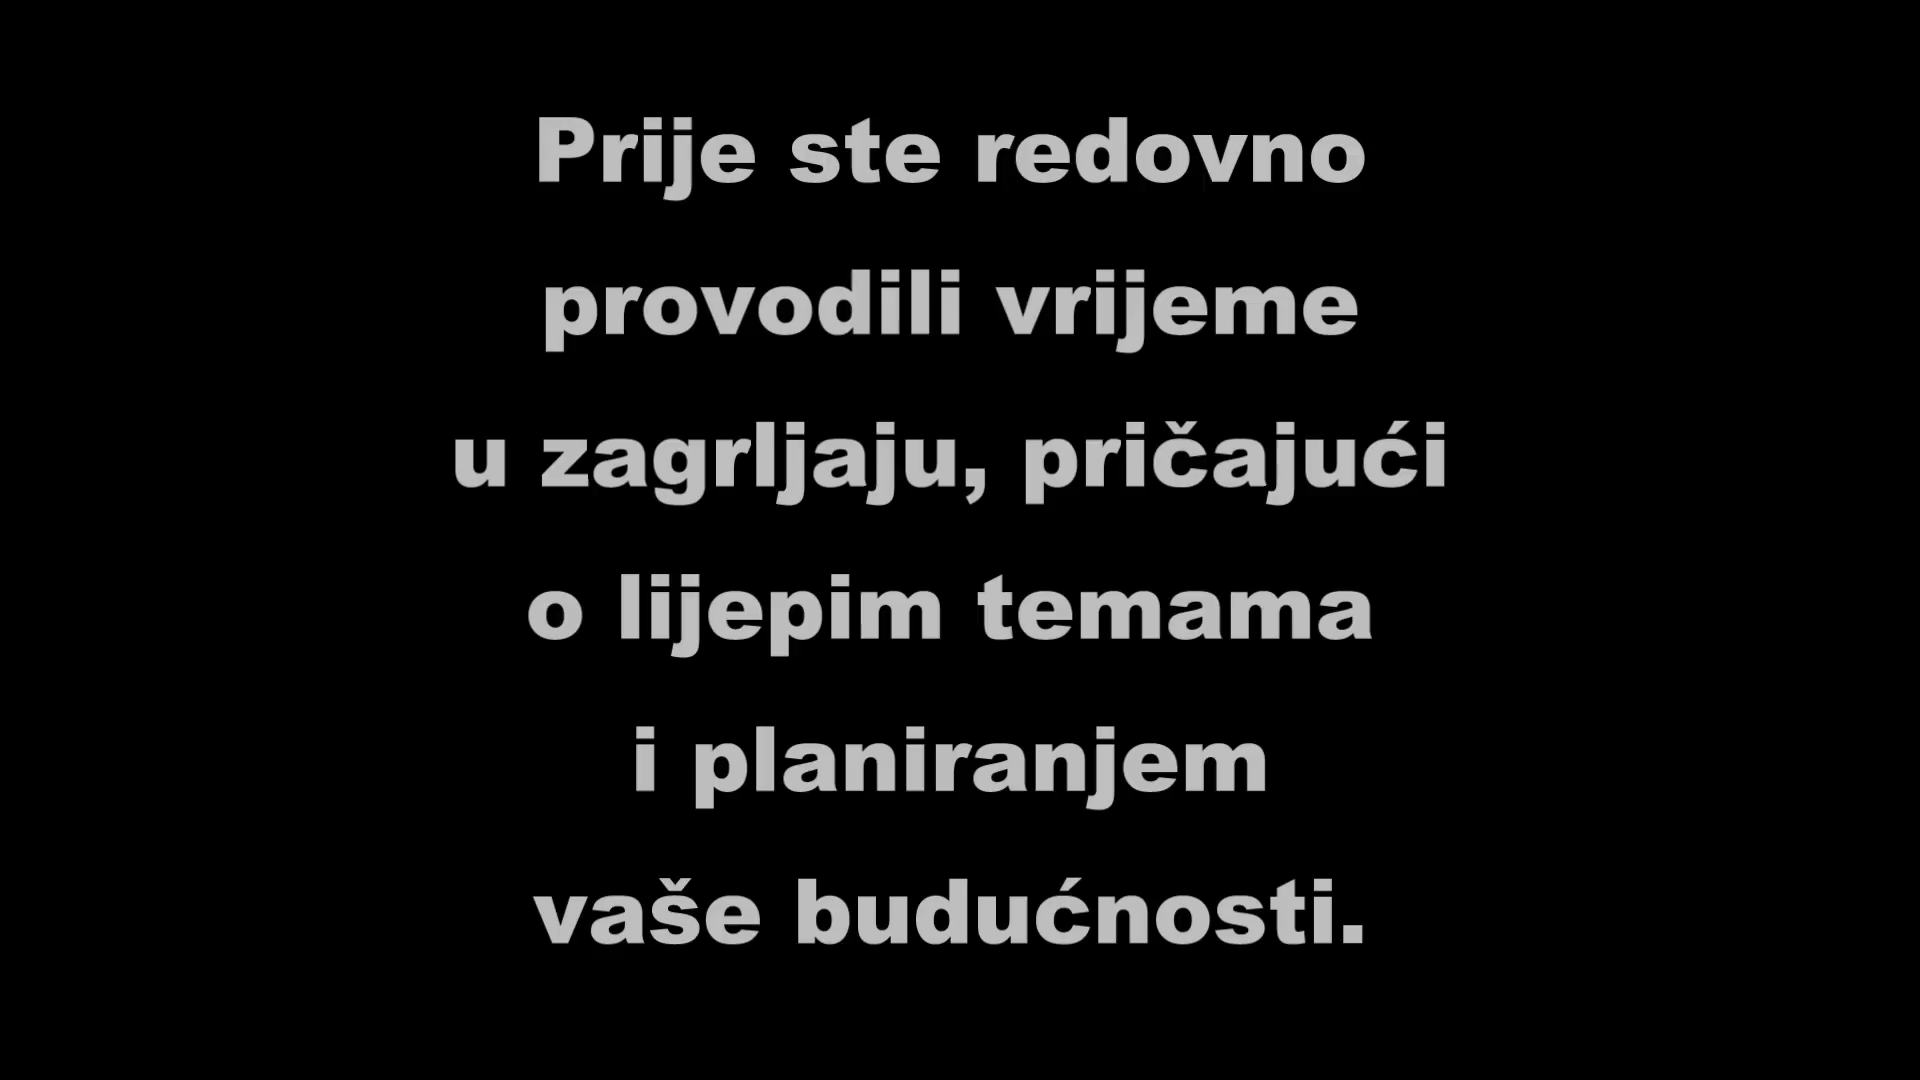 Prije ste redovno
provodili vrijeme
u zagrljaju, pričajući
o lijepim temama
i planiranjem
vaše budućnosti.